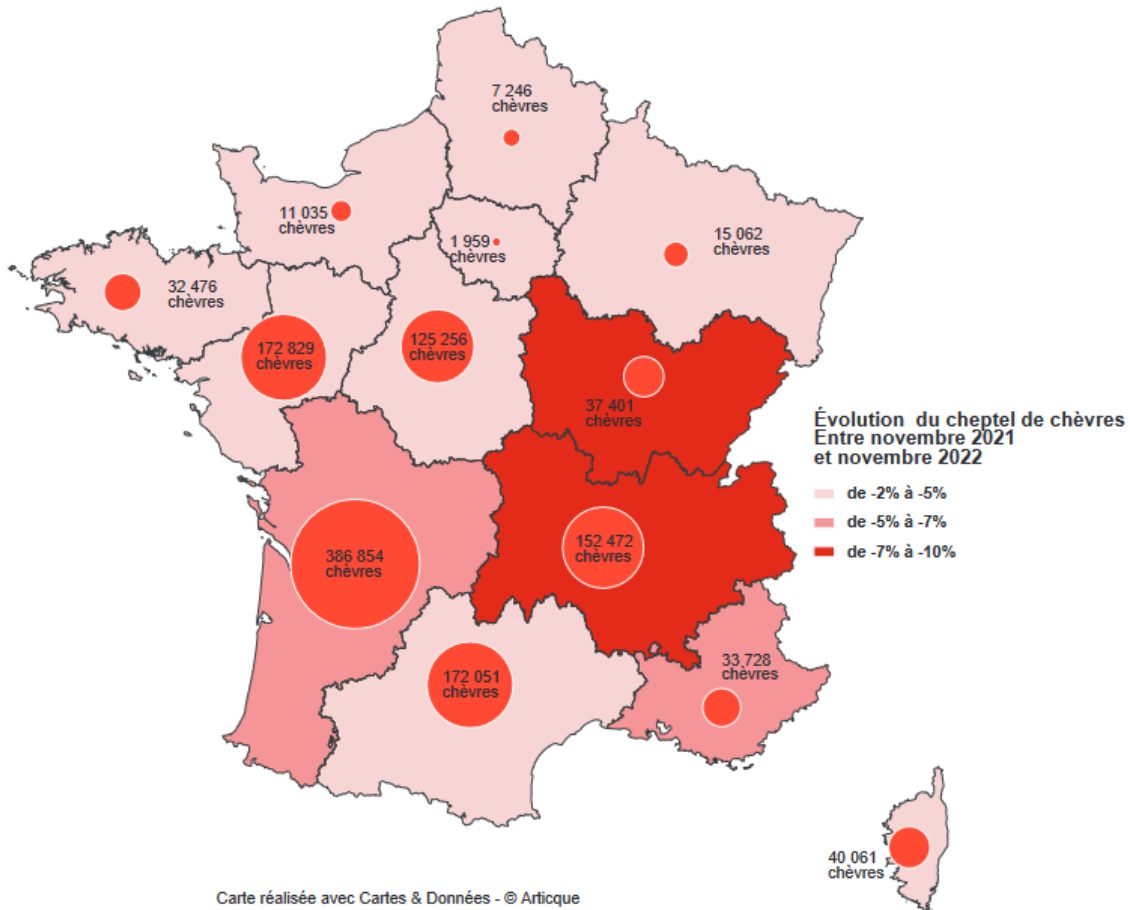 7 246
chèvres
11 035
chèvres
1 959
chèvres
15 062
chèvres
32 476
chèvres
172 829
chèvres
125 256
chèvres
37 401
chèvres
Évolution du cheptel de chèvres
Entre novembre 2021
et novembre 2022
de -2% à -5%
de -5% à -7%
de -7% à -10%
386 854
chèvres
152 472
chèvres
172 051
chèvres
33 728
chèvres
40 061
chèvres
Carte réalisée avec Cartes & Données - © Articque